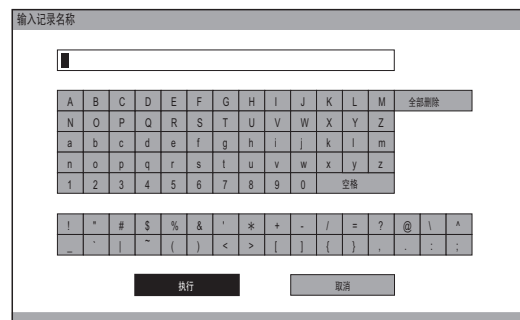 输入记录名称
A B C D E F G H I J K L M 全部删除
N O P Q R S T U V W X Y Z
a b c d e f g h i j k l m
n o p q r s t u v w x y z
1 2 3 4 5 6 7 8 9 0 空格
! " # $ % & ' * + - / = ? @ \ ^
_ ` | ~ ( ) < > [ ] { } , . : ;
执行 取消